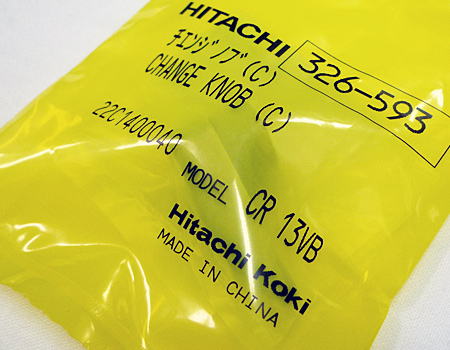 HITACHI 326-593
チエンジノブ(C)
CHANGE KNOB (C)
22C1400040
MODEL CR 13VB
Hitachi Koki
MADE IN CHINA